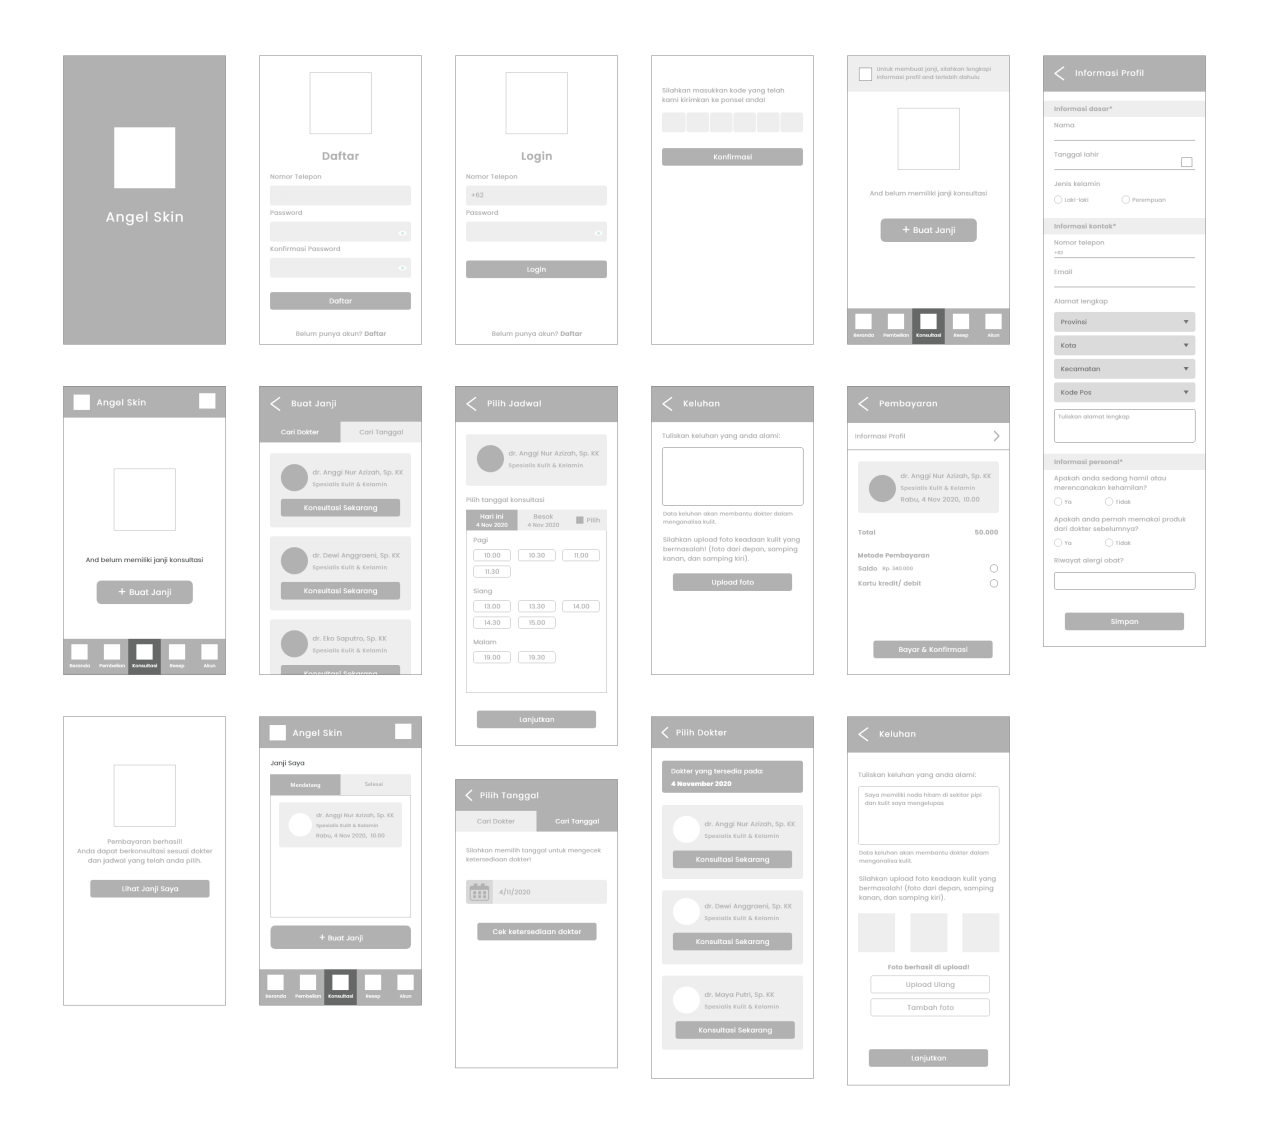 Angel Skin
Daftar
Nomor Telepon
Password
Konfirmasi Password
Daftar
Belum punya akun? Daftar
Login
Nomor Telepon
+62
Password
Login
Belum punya akun? Daftar
Silahkan masukkan kode yang telah
kami kirimkan ke ponsel anda!
Konfirmasi
Untuk membuat janji, silahkan lengkapi
informasi profil and terlebih dahulu
And belum memiliki janji konsultasi
+ Buat Janji
Beranda Pembelian Konsultasi Resep Akun
Informasi Profil
Informasi dasar*
Nama
Tanggal lahir
Jenis kelamin
Laki-laki Perempuan
Informasi kontak*
Nomor telepon
+62
Email
Alamat lengkap
Provinsi
Kota
Kecamatan
Kode Pos
Tuliskan alamat lengkap
Informasi personal*
Apakah anda sedang hamil atau
merencanakan kehamilan?
Ya Tidak
Apakah anda pernah memakai produk
dari dokter sebelumnya?
Ya Tidak
Riwayat alergi obat?
Simpan
Angel Skin
And belum memiliki janji konsultasi
+ Buat Janji
Beranda Pembelian Konsultasi Resep Akun
Buat Janji
Cari Dokter Cari Tanggal
dr. Anggi Nur Azizah, Sp. KK
Spesialis Kulit & Kelamin
Konsultasi Sekarang
dr. Dewi Anggraeni, Sp. KK
Spesialis Kulit & Kelamin
Konsultasi Sekarang
dr. Eko Saputra, Sp. KK
Spesialis Kulit & Kelamin
Konsultasi Sekarang
Pilih Jadwal
dr. Anggi Nur Azizah, Sp. KK
Spesialis Kulit & Kelamin
Pilih tanggal konsultasi
Hari ini Besok Pilih
4 Nov 2020 4 Nov 2020
Pagi
10.00 10.30 11.00
11.30
Siang
13.00 13.30 14.00
14.30 15.00
Malam
19.00 19.30
Lanjutkan
Keluhan
Tuliskan keluhan yang anda alami:
Data keluhan akan membantu dokter dalam
menganalisa kulit.
Silahkan upload foto keadaan kulit yang
bermasalah! (foto dari depan, samping
kanan, dan samping kiri).
Upload foto
Pembayaran
Informasi Profil
dr. Anggi Nur Azizah, Sp. KK
Spesialis Kulit & Kelamin
Rabu, 4 Nov 2020, 10.00
Total 50.000
Metode Pembayaran
Saldo Rp. 340.000
Kartu kredit/ debit
Bayar & Konfirmasi
Pembayaran berhasil!
Anda dapat berkonsultasi sesuai dokter
dan jadwal yang telah anda pilih.
Lihat Janji Saya
Angel Skin
Janji Saya
Mendatang Selesai
dr. Anggi Nur Azizah, Sp. KK
Spesialis Kulit & Kelamin
Rabu, 4 Nov 2020, 10.00
+ Buat Janji
Beranda Pembelian Konsultasi Resep Akun
Pilih Tanggal
Cari Dokter Cari Tanggal
Silahkan memilih tanggal untuk mengecek
ketersediaan dokter!
4/11/2020
Cek ketersediaan dokter
Pilih Dokter
Dokter yang tersedia pada:
4 November 2020
dr. Anggi Nur Azizah, Sp. KK
Spesialis Kulit & Kelamin
Konsultasi Sekarang
dr. Dewi Anggraeni, Sp. KK
Spesialis Kulit & Kelamin
Konsultasi Sekarang
dr. Maya Putri, Sp. KK
Spesialis Kulit & Kelamin
Konsultasi Sekarang
Keluhan
Tuliskan keluhan yang anda alami:
Saya memiliki noda hitam di sekitar pipi
dan kulit saya mengelupas
Data keluhan akan membantu dokter dalam
menganalisa kulit.
Silahkan upload foto keadaan kulit yang
bermasalah! (foto dari depan, samping
kanan, dan samping kiri).
Foto berhasil di upload!
Upload Ulang
Tambah foto
Lanjutkan